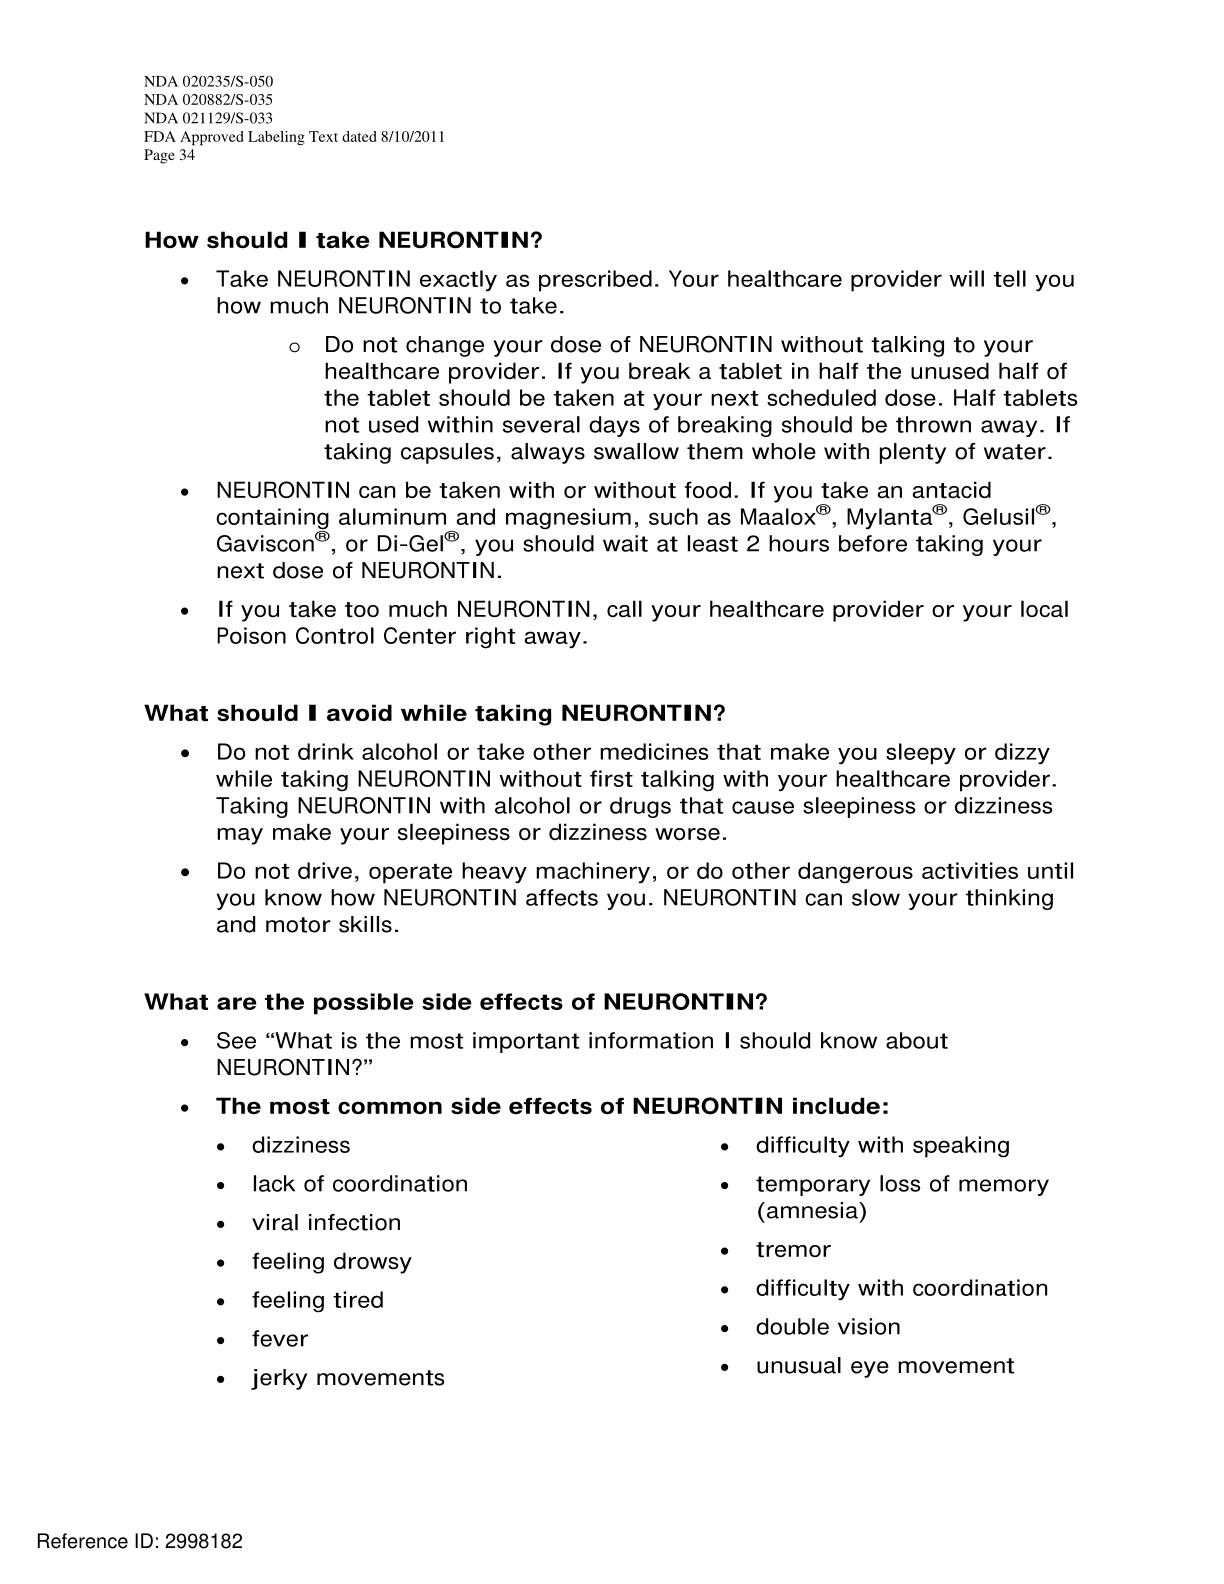 NDA 020235/S-050
NDA 020882/S-035
NDA 021129/S-033
FDA Approved Labeling Text dated 8/10/2011
Page 34
How should I take NEURONTIN?
• Take NEURONTIN exactly as prescribed. Your healthcare provider will tell you
how much NEURONTIN to take.
o Do not change your dose of NEURONTIN without talking to your
healthcare provider. If you break a tablet in half the unused half of
the tablet should be taken at your next scheduled dose. Half tablets
not used within several days of breaking should be thrown away. If
taking capsules, always swallow them whole with plenty of water.
• NEURONTIN can be taken with or without food. If you take an antacid
containing aluminum and magnesium, such as Maalox®, Mylanta®, Gelusil®,
Gaviscon®, or Di-Gel®, you should wait at least 2 hours before taking your
next dose of NEURONTIN.
• If you take too much NEURONTIN, call your healthcare provider or your local
Poison Control Center right away.
What should I avoid while taking NEURONTIN?
• Do not drink alcohol or take other medicines that make you sleepy or dizzy
while taking NEURONTIN without first talking with your healthcare provider.
Taking NEURONTIN with alcohol or drugs that cause sleepiness or dizziness
may make your sleepiness or dizziness worse.
• Do not drive, operate heavy machinery, or do other dangerous activities until
you know how NEURONTIN affects you. NEURONTIN can slow your thinking
and motor skills.
What are the possible side effects of NEURONTIN?
• See “What is the most important information I should know about
NEURONTIN?”
• The most common side effects of NEURONTIN include:
• dizziness
• lack of coordination
• viral infection
• feeling drowsy
• feeling tired
• fever
• jerky movements
• difficulty with speaking
• temporary loss of memory
(amnesia)
• tremor
• difficulty with coordination
• double vision
• unusual eye movement
Reference ID: 2998182